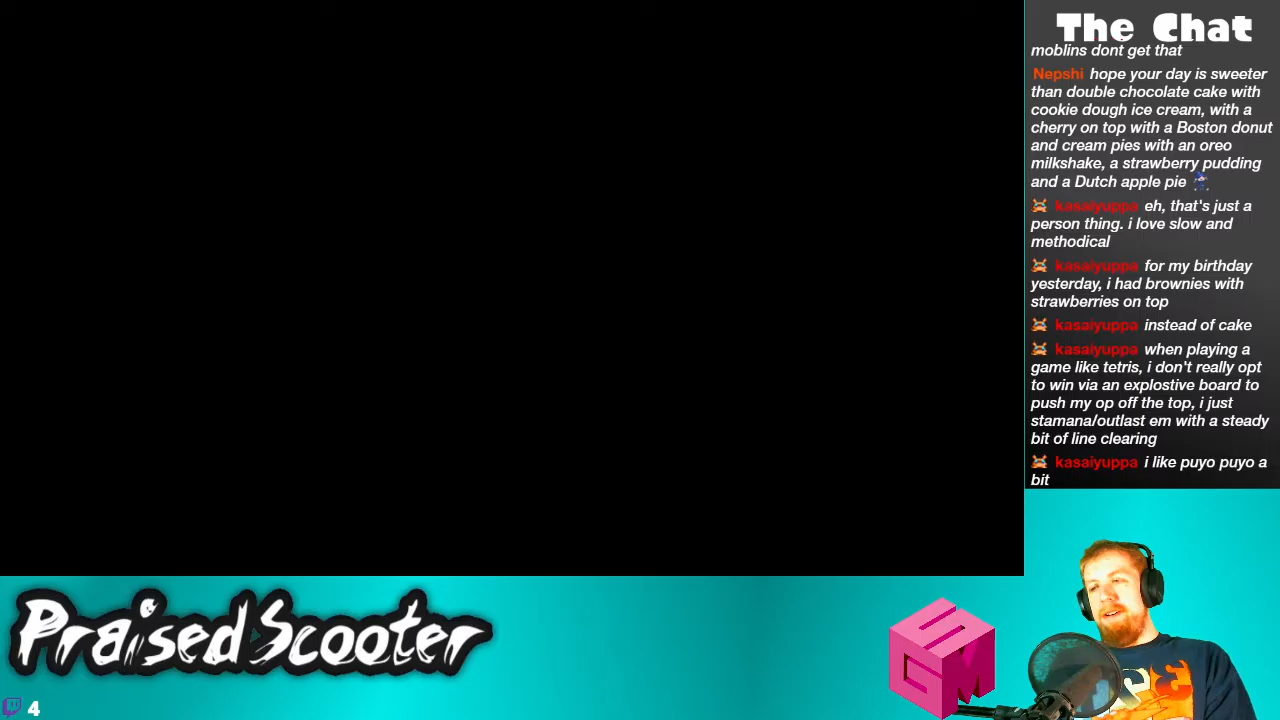 The Chat
moblins dont get that
Nepshi hope your day is sweeter
than double chocolate cake with
cookie dough ice cream, with a
cherry on top with a Boston donut
and cream pies with an oreo
milkshake, a strawberry pudding
and a Dutch apple pie
kasaiyuppa eh, that's just a
person thing. i love slow and
methodical
kasaiyuppa for my birthday
yesterday, i had brownies with
strawberries on top
kasaiyuppa instead of cake
kasaiyuppa when playing a
game like tetris, i don't really opt
to win via an explostive board to
push my op off the top, i just
stamana/outlast em with a steady
bit of line clearing
kasaiyuppa i like puyo puyo a
bit
PraisedScooter
SGM
4